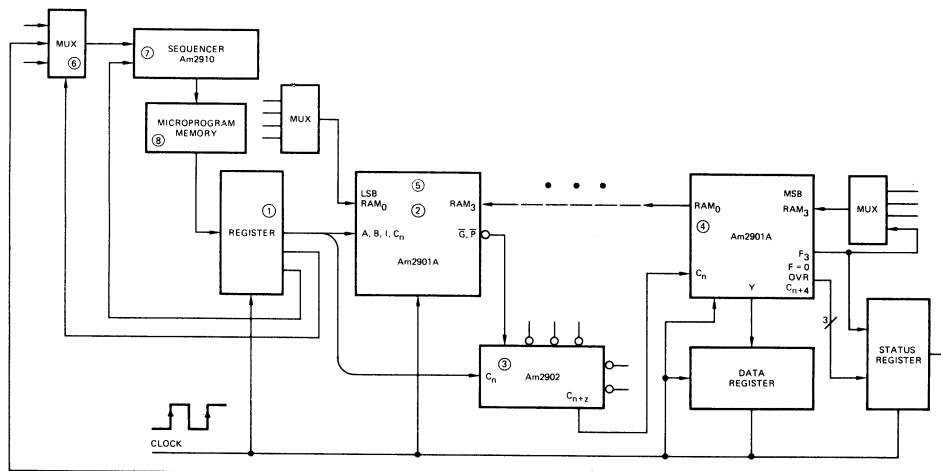 MUX
⑥
⑦
SEQUENCER
Am2910
MICROPROGRAM
MEMORY
⑧
MUX
①
REGISTER
LSB
RAM₀
⑤
②
RAM₃
A, B, I, Cₙ
G̅, P̅
Am2901A
• • •
RAM₀
④
MSB
RAM₃
Am2901A
F₃
F = 0
OVR
Cₙ₊₄
Cₙ
Y
MUX
3
③
Am2902
Cₙ
Cₙ₊z
DATA
REGISTER
STATUS
REGISTER
CLOCK